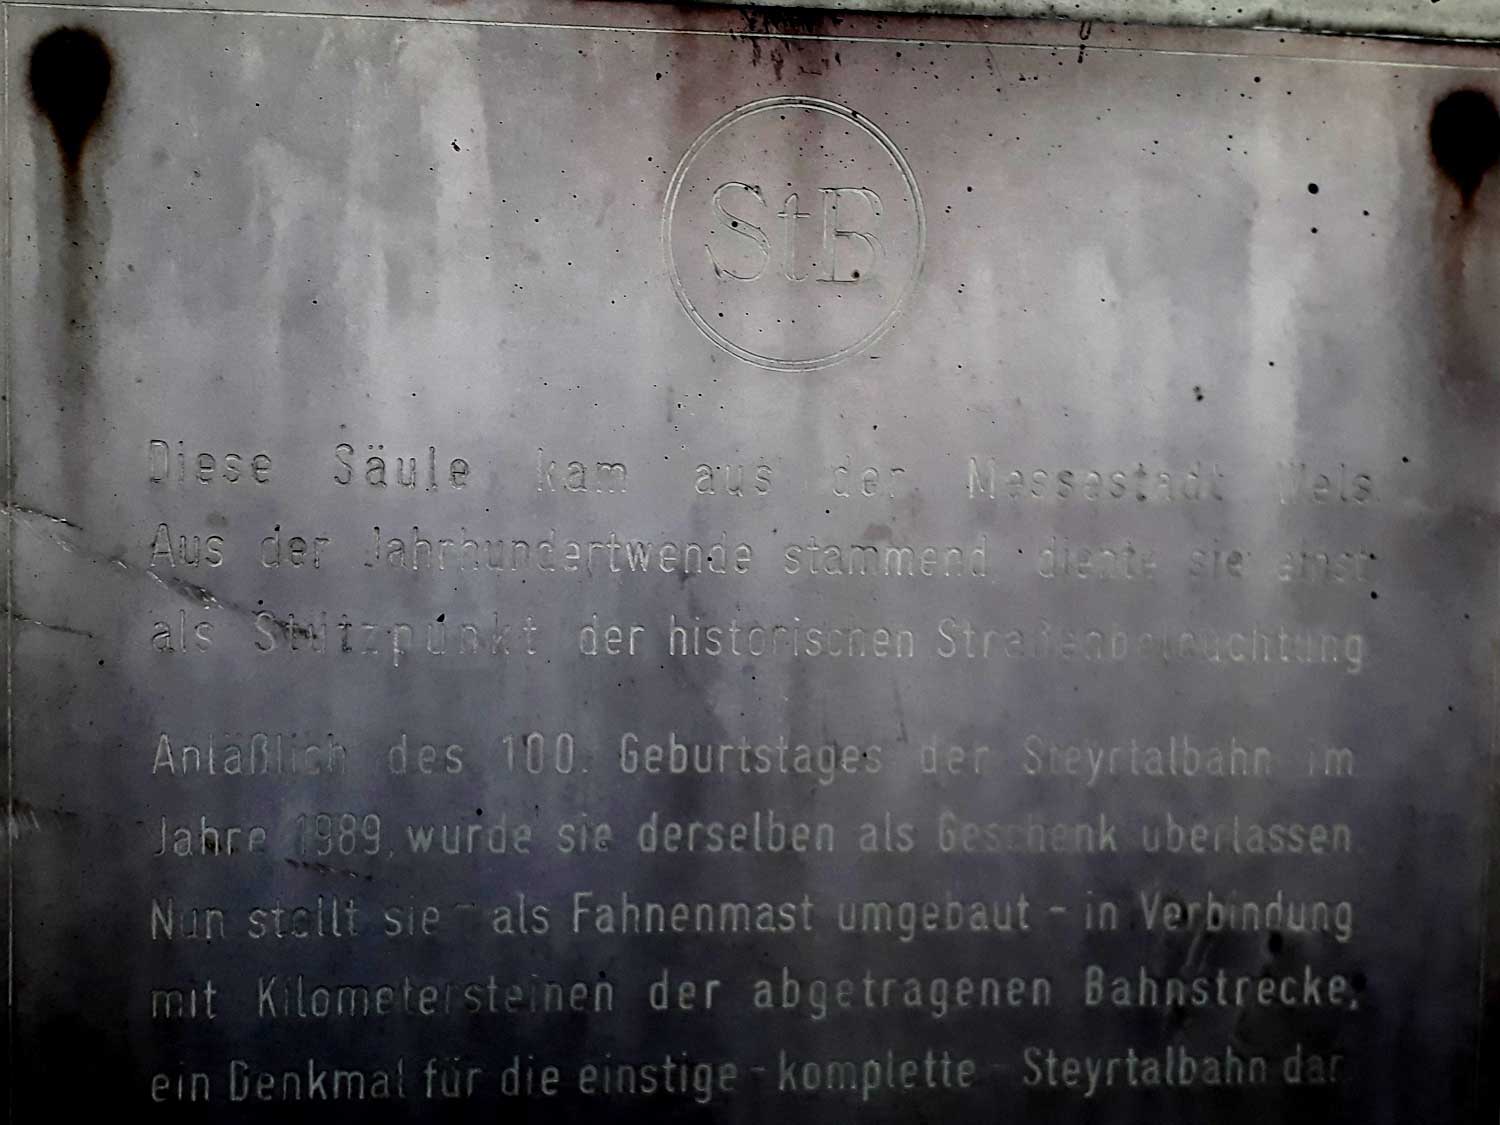 StB
Diese Säule kam aus der Messestadt Wels.
Aus der Jahrhundertwende stammend, diente sie einst
als Stützpunkt der historischen Straßenbeleuchtung
Anläßlich des 100. Geburtstages der Steyrtalbahn im
Jahre 1989, wurde sie derselben als Geschenk überlassen.
Nun stellt sie - als Fahnenmast umgebaut - in Verbindung
mit Kilometersteinen der abgetragenen Bahnstrecke,
ein Denkmal für die einstige - komplette - Steyrtalbahn dar.